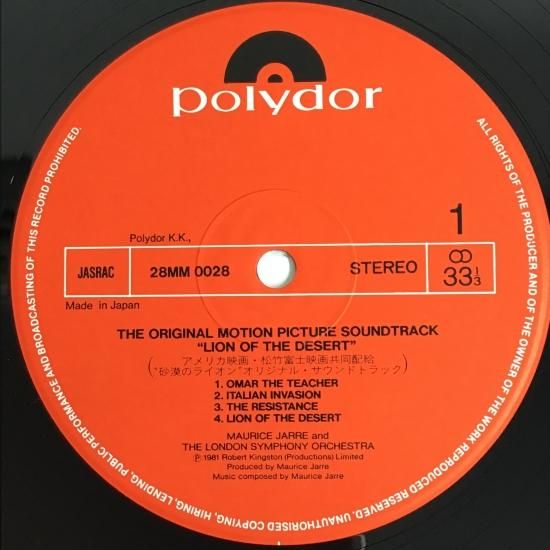 polydor
ALL RIGHTS OF THE PRODUCER AND OF THE OWNER OF THE WORK REPRODUCED RESERVED. UNAUTHORISED COPYING, HIRING, LENDING, PUBLIC PERFORMANCE AND BROADCASTING OF THIS RECORD PROHIBITED.
1
Polydor K.K.,
JASRAC
28MM 0028
STEREO
33 1/3
Made in Japan
THE ORIGINAL MOTION PICTURE SOUNDTRACK
"LION OF THE DESERT"
(アメリカ映画・松竹富士映画共同配給
"砂漠のライオン"オリジナル・サウンドトラック)
1. OMAR THE TEACHER
2. ITALIAN INVASION
3. THE RESISTANCE
4. LION OF THE DESERT
MAURICE JARRE and
THE LONDON SYMPHONY ORCHESTRA
Ⓟ 1981 Robert Kingston (Productions) Limited
Produced by Maurice Jarre
Music composed by Maurice Jarre